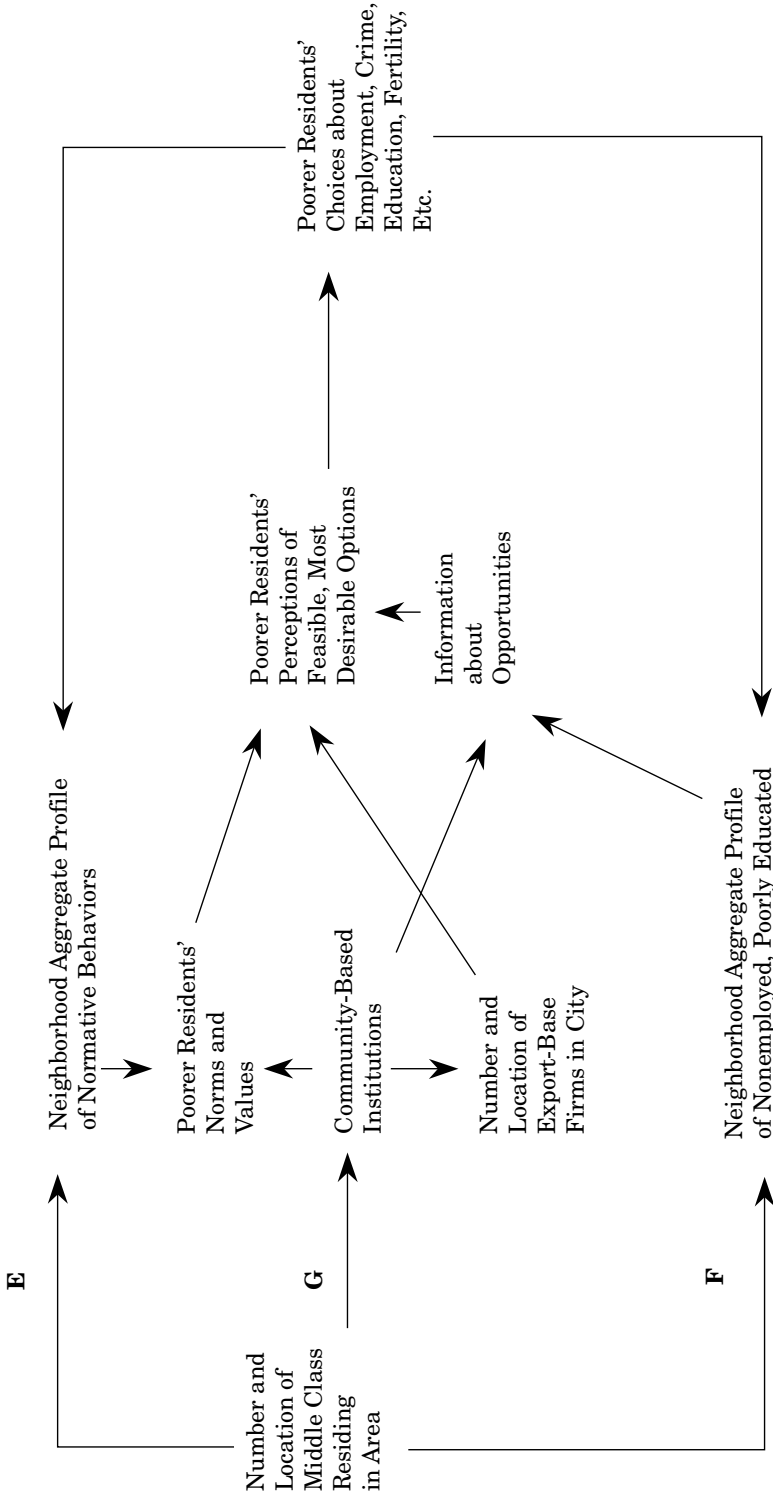 E
Neighborhood Aggregate Profile
of Normative Behaviors
Poorer Residents'
Norms and
Values
Number and
Location of
Middle Class
Residing
in Area
G
Community-Based
Institutions
Number and
Location of
Export-Base
Firms in City
F
Neighborhood Aggregate Profile
of Nonemployed, Poorly Educated
Poorer Residents'
Perceptions of
Feasible, Most
Desirable Options
Information
about
Opportunities
Poorer Residents'
Choices about
Employment, Crime,
Education, Fertility,
Etc.